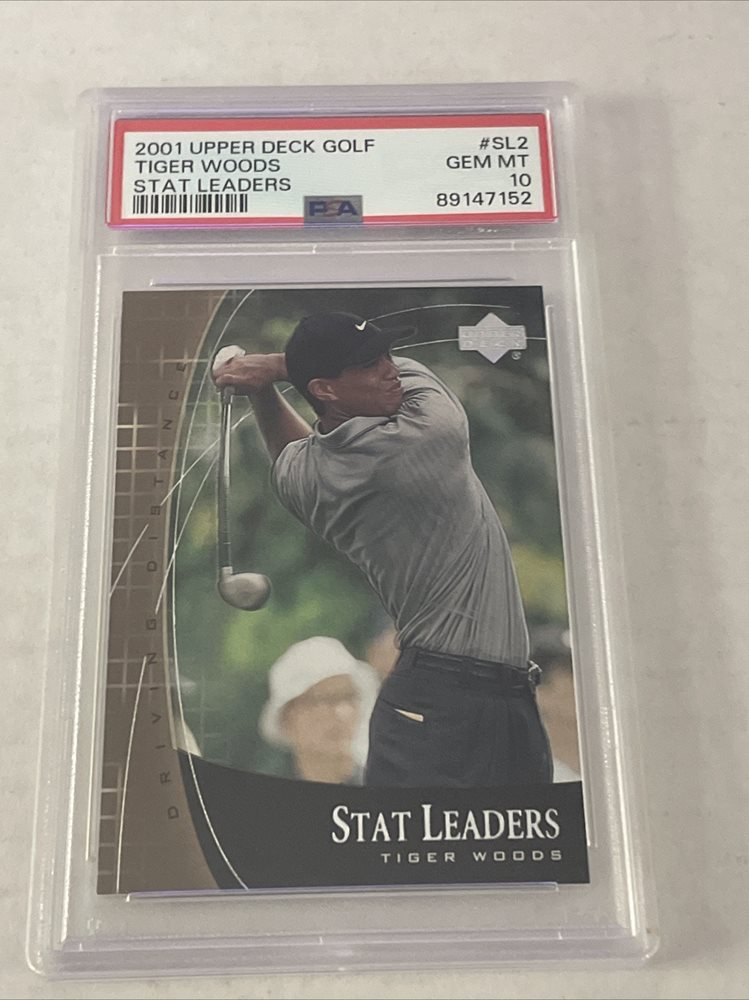 2001 UPPER DECK GOLF #SL2
TIGER WOODS GEM MT
STAT LEADERS 10
PSA 89147152
UPPER DECK ®
DRIVING DISTANCE
STAT LEADERS
TIGER WOODS